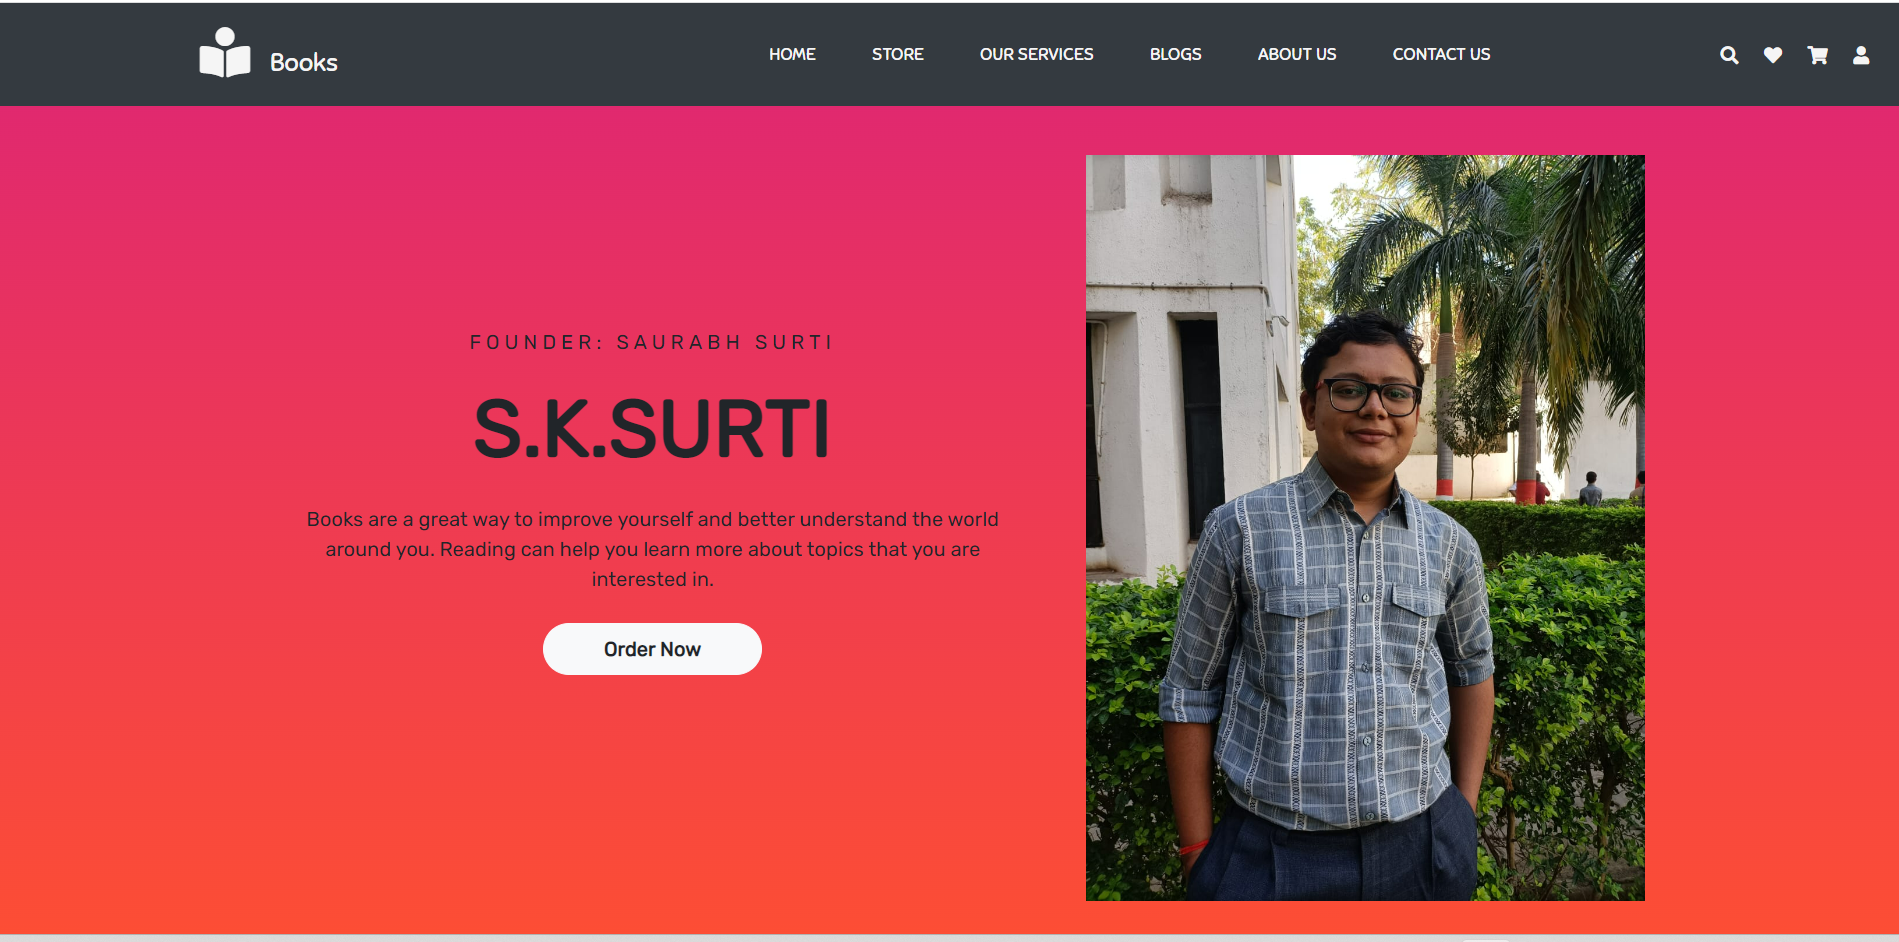 Books
HOME
STORE
OUR SERVICES
BLOGS
ABOUT US
CONTACT US
FOUNDER: SAURABH SURTI
S.K.SURTI
Books are a great way to improve yourself and better understand the world
around you. Reading can help you learn more about topics that you are
interested in.
Order Now